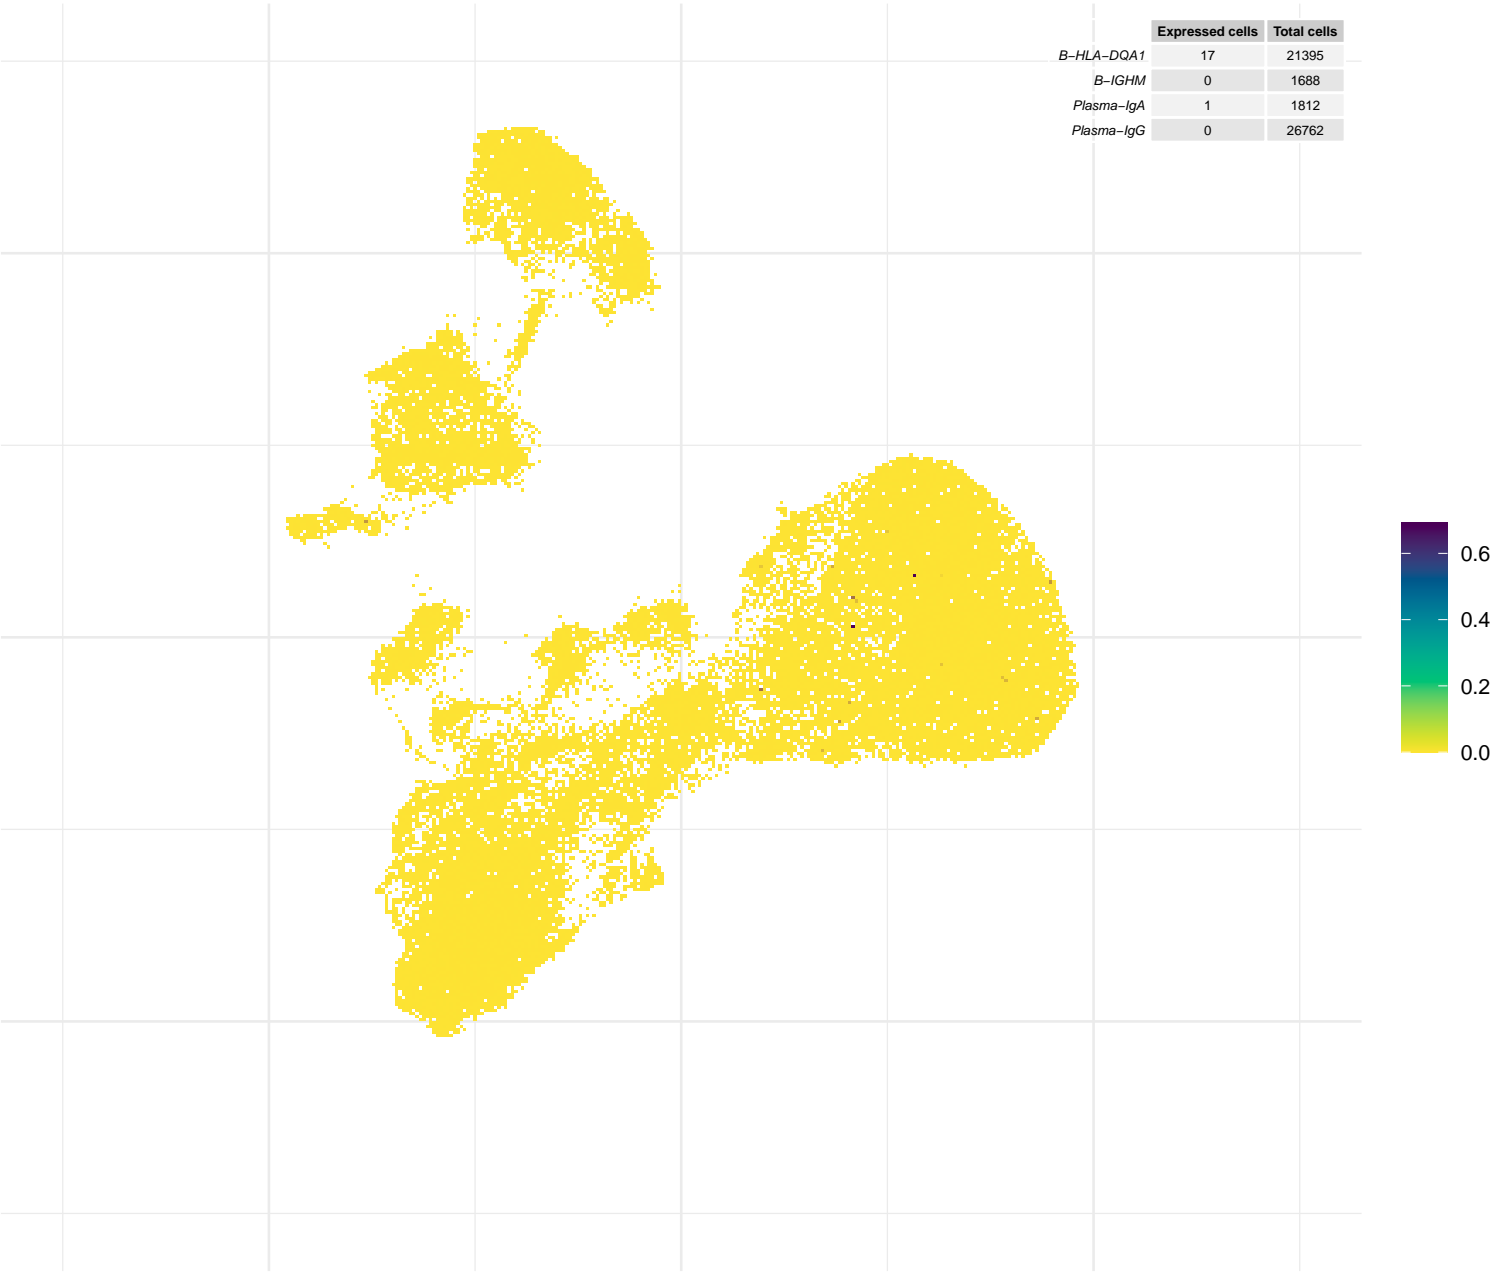 Expressed cells Total cells
B−HLA−DQA1 17 21395
B−IGHM 0 1688
Plasma−IgA 1 1812
Plasma−IgG 0 26762
0.6
0.4
0.2
0.0